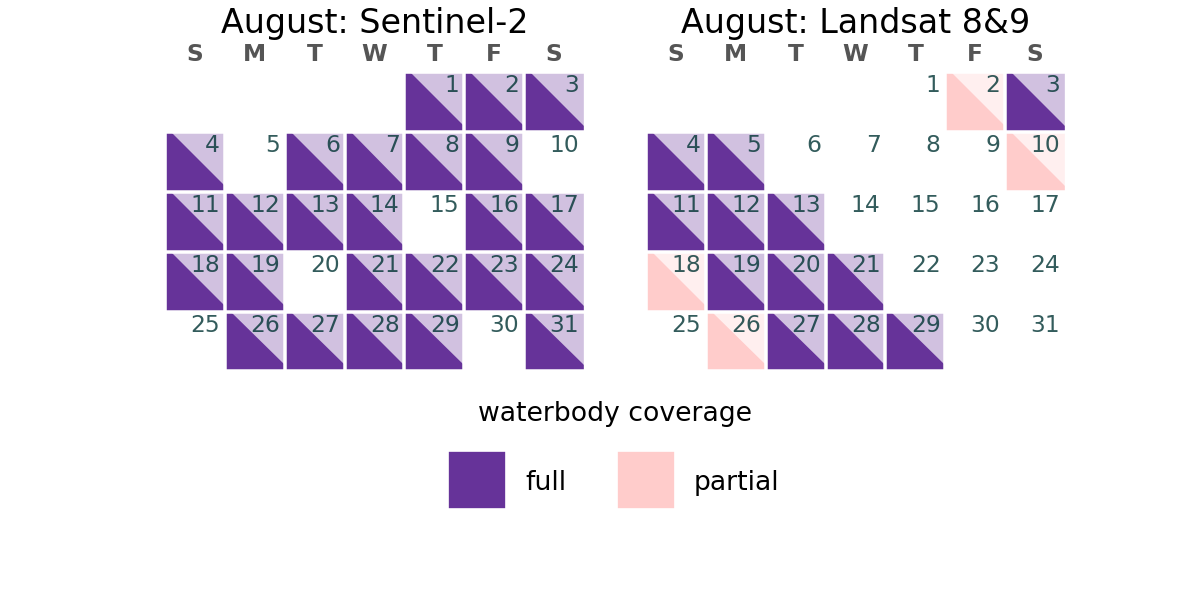 August: Sentinel-2
S M T W T F S
1 2 3
4 5 6 7 8 9 10
11 12 13 14 15 16 17
18 19 20 21 22 23 24
25 26 27 28 29 30 31
August: Landsat 8&9
S M T W T F S
1 2 3
4 5 6 7 8 9 10
11 12 13 14 15 16 17
18 19 20 21 22 23 24
25 26 27 28 29 30 31
waterbody coverage
full
partial